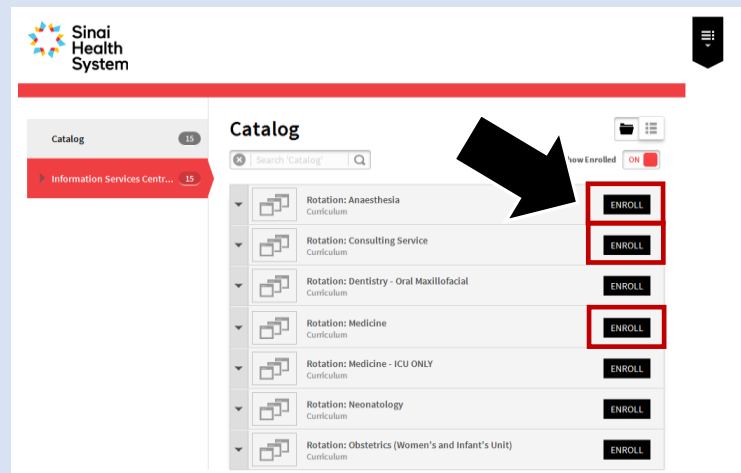 Sinai
Health
System
Catalog 15
Information Services Centr... 15
Catalog
Search 'Catalog'
Enrolled ON
Rotation: Anaesthesia
Curriculum
ENROLL
Rotation: Consulting Service
Curriculum
ENROLL
Rotation: Dentistry - Oral Maxillofacial
Curriculum
ENROLL
Rotation: Medicine
Curriculum
ENROLL
Rotation: Medicine - ICU ONLY
Curriculum
ENROLL
Rotation: Neonatology
Curriculum
ENROLL
Rotation: Obstetrics (Women's and Infant's Unit)
Curriculum
ENROLL